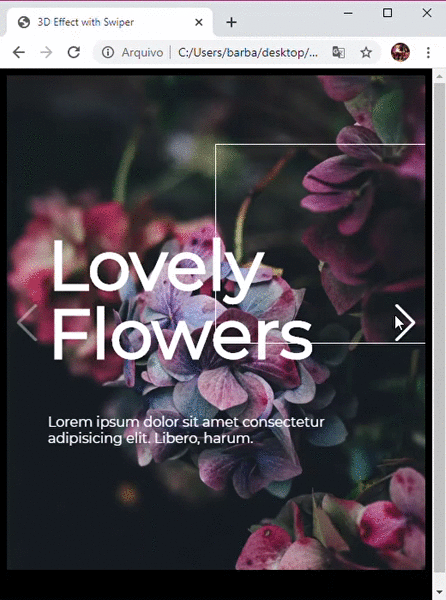 3D Effect with Swiper
Arquivo | C:/Users/barba/desktop/...
Lovely
Flowers
Lorem ipsum dolor sit amet consectetur
adipisicing elit. Libero, harum.